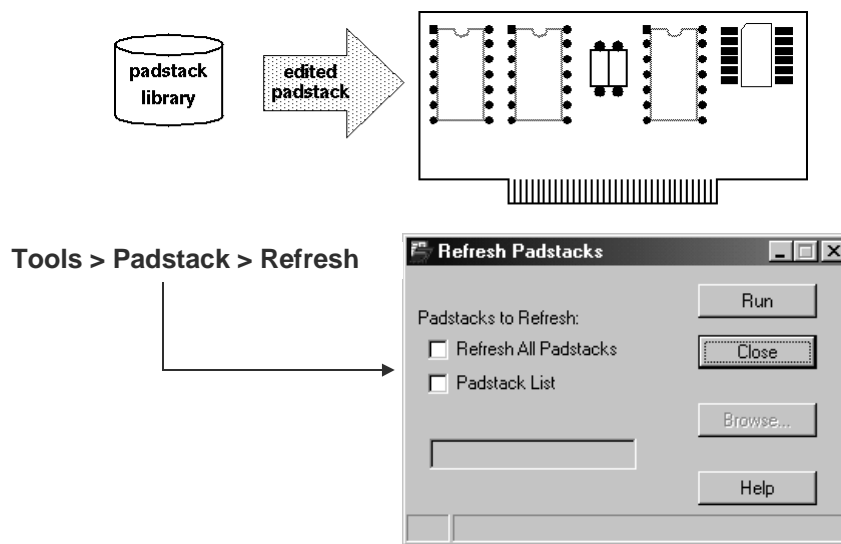 padstack
library
edited
padstack
Tools > Padstack > Refresh
Refresh Padstacks
Padstacks to Refresh:
Refresh All Padstacks
Padstack List
Run
Close
Browse...
Help